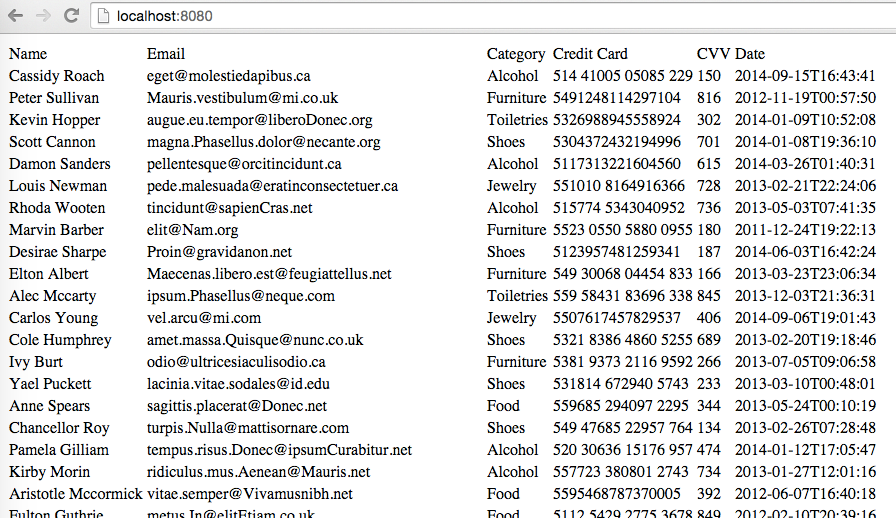 localhost:8080
Name Email Category Credit Card CVV Date
Cassidy Roach eget@molestiedapibus.ca Alcohol 514 41005 05085 229 150 2014-09-15T16:43:41
Peter Sullivan Mauris.vestibulum@mi.co.uk Furniture 5491248114297104 816 2012-11-19T00:57:50
Kevin Hopper augue.eu.tempor@liberoDonec.org Toiletries 5326988945558924 302 2014-01-09T10:52:08
Scott Cannon magna.Phasellus.dolor@necante.org Shoes 5304372432194996 701 2014-01-08T19:36:10
Damon Sanders pellentesque@orcitincidunt.ca Alcohol 5117313221604560 615 2014-03-26T01:40:31
Louis Newman pede.malesuada@eratinconsectetuer.ca Jewelry 551010 8164916366 728 2013-02-21T22:24:06
Rhoda Wooten tincidunt@sapienCras.net Alcohol 515774 5343040952 736 2013-05-03T07:41:35
Marvin Barber elit@Nam.org Furniture 5523 0550 5880 0955 180 2011-12-24T19:22:13
Desirae Sharpe Proin@gravidanon.net Shoes 5123957481259341 187 2014-06-03T16:42:24
Elton Albert Maecenas.libero.est@feugiattellus.net Furniture 549 30068 04454 833 166 2013-03-23T23:06:34
Alec Mccarty ipsum.Phasellus@neque.com Toiletries 559 58431 83696 338 845 2013-12-03T21:36:31
Carlos Young vel.arcu@mi.com Jewelry 5507617457829537 406 2014-09-06T19:01:43
Cole Humphrey amet.massa.Quisque@nunc.co.uk Shoes 5321 8386 4860 5255 689 2013-02-20T19:18:46
Ivy Burt odio@ultricesiaculisodio.ca Furniture 5381 9373 2116 9592 266 2013-07-05T09:06:58
Yael Puckett lacinia.vitae.sodales@id.edu Shoes 531814 672940 5743 233 2013-03-10T00:48:01
Anne Spears sagittis.placerat@Donec.net Food 559685 294097 2295 344 2013-05-24T00:10:19
Chancellor Roy turpis.Nulla@mattisornare.com Shoes 549 47685 22957 764 134 2013-02-26T07:28:48
Pamela Gilliam tempus.risus.Donec@ipsumCurabitur.net Alcohol 520 30636 15176 957 474 2014-01-12T17:05:47
Kirby Morin ridiculus.mus.Aenean@Mauris.net Alcohol 557723 380801 2743 734 2013-01-27T12:01:16
Aristotle Mccormick vitae.semper@Vivamusnibh.net Food 5595468787370005 392 2012-06-07T16:40:18
Fulton Guthrie metus.In@elitEtiam.co.uk Food 5112 5429 2775 3678 849 2012-02-10T20:39:16